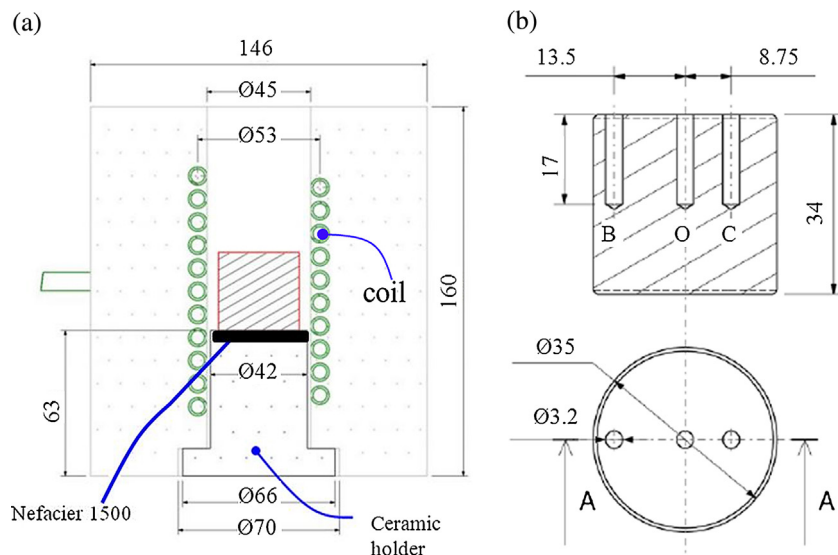 (a)
146
Ø45
Ø53
coil
160
63
Ø42
Nefacier 1500
Ø66
Ø70
Ceramic
holder
(b)
13.5
8.75
17
34
B
O
C
Ø35
Ø3.2
A
A